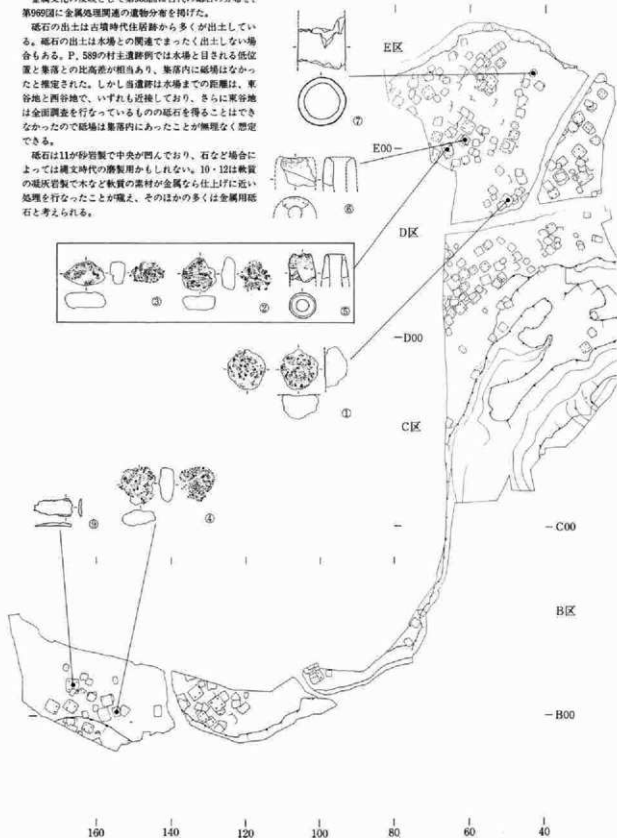 第969図に金属処理関連の遺物分布を掲げた。
砥石の出土は古墳時代住居跡から多くが出土してい
る。砥石の出土は水場との関連でまったく出土しない場
合もある。P. 589の村主遺跡例では水場と目される低位
置と集落との比高差が相当あり、集落内に砥場はなかっ
たと推定された。しかし当遺跡は水場までの距離は、東
谷地と西谷地で、いずれも近接しており、さらに東谷地
は全面調査を行なっているものの砥石を得ることはでき
なかったので砥場は集落内にあったことが無理なく想定
できる。
砥石は11が砂岩製で中央が凹んでおり、石など場合に
よっては縄文時代の磨製用かもしれない。10・12は軟質
の凝灰岩製で木など軟質の素材が金属なら仕上げに近い
処理を行なったことが窺え、そのほかの多くは金属用砥
石と考えられる。
E区
⑦
E00
⑥
D区
③
②
⑤
D00
①
C区
④
⑨
C00
B区
B00
160
140
120
100
80
60
40